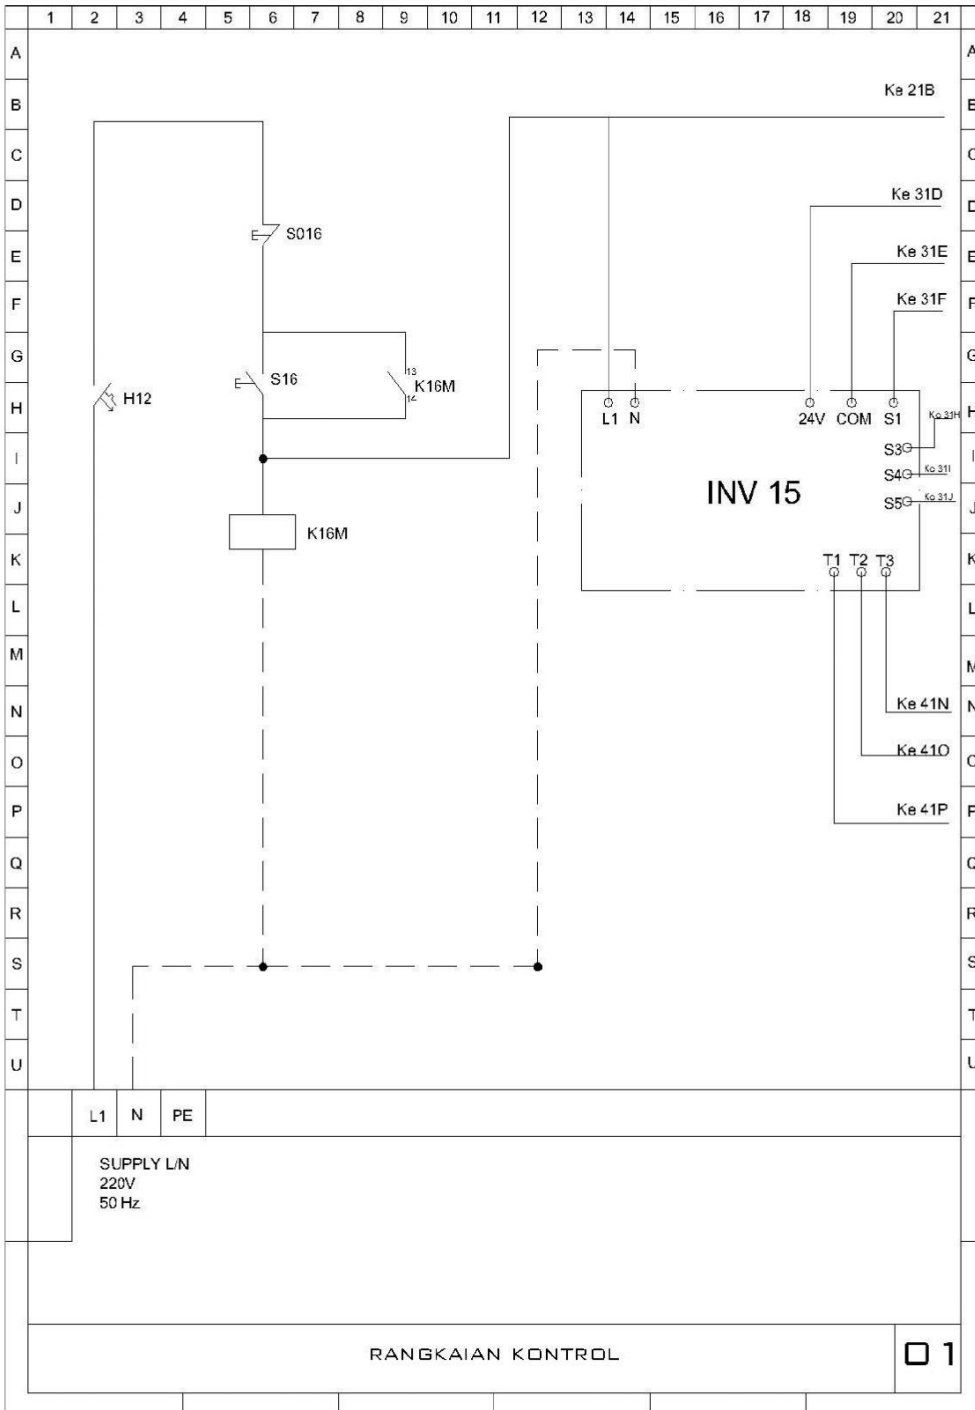 1 2 3 4 5 6 7 8 9 10 11 12 13 14 15 16 17 18 19 20 21
A A
B B
C C
D D
E E
F F
G G
H H
I I
J J
K K
L L
M M
N N
O O
P P
Q Q
R R
S S
T T
U U
Ke 21B
Ke 31D
S016
Ke 31E
Ke 31F
S16
13
K16M
14
H12
L1 N 24V COM S1
Ke 31H
S3
S4 Ke 31I
INV 15
S5 Ke 31J
K16M
T1 T2 T3
Ke 41N
Ke 41O
Ke 41P
L1 N PE
SUPPLY L/N
220V
50 Hz
RANGKAIAN KONTROL
01